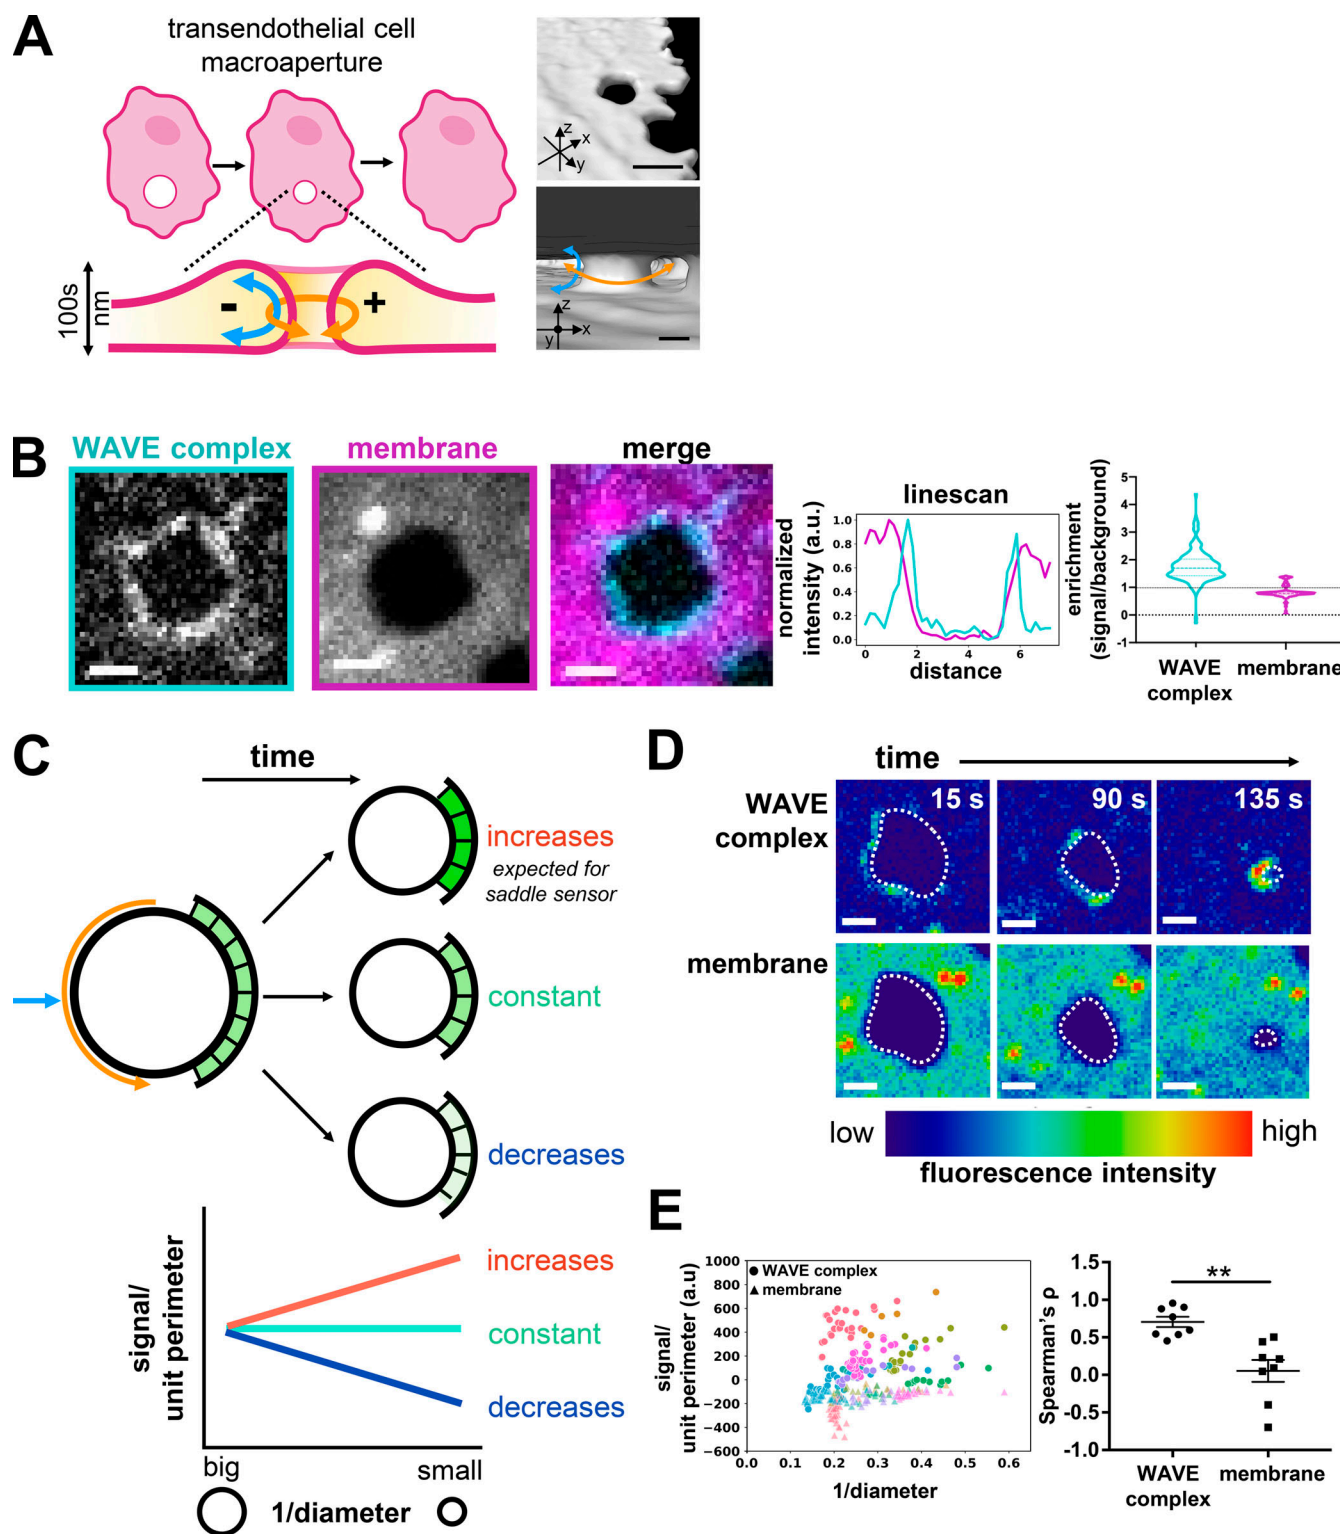 A
transendothelial cell
macroaperture
z
x
y
100s
nm
-
+
z
x
y
B
WAVE complex
membrane
merge
linescan
normalized
intensity (a.u.)
1.0
0.8
0.6
0.4
0.2
0.0
0
2
4
6
distance
enrichment
(signal/background)
5
4
3
2
1
0
-1
WAVE
complex
membrane
C
time
increases
expected for
saddle sensor
constant
decreases
signal/
unit perimeter
increases
constant
decreases
big
small
1/diameter
D
time
WAVE
complex
15 s
90 s
135 s
membrane
low
high
fluorescence intensity
E
signal/
unit perimeter (a.u)
1000
800
600
400
200
0
−200
−400
−600
WAVE complex
membrane
0.0
0.1
0.2
0.3
0.4
0.5
0.6
1/diameter
Spearman's ρ
1.5
1.0
0.5
0.0
-0.5
-1.0
**
WAVE
complex
membrane